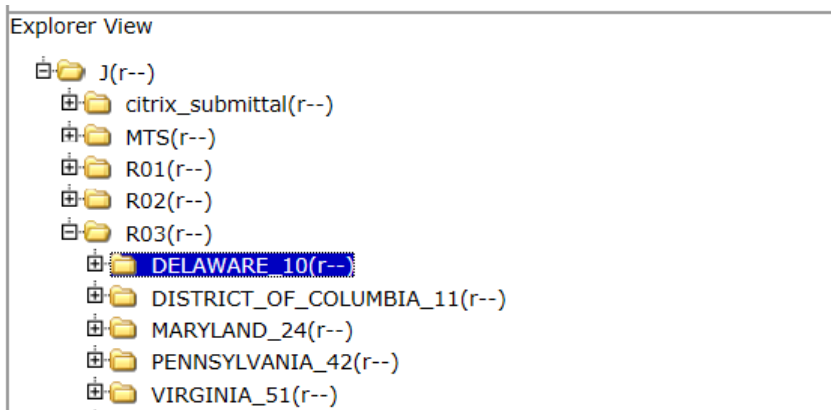 Explorer View
J(r--)
citrix_submittal(r--)
MTS(r--)
R01(r--)
R02(r--)
R03(r--)
DELAWARE_10(r--)
DISTRICT_OF_COLUMBIA_11(r--)
MARYLAND_24(r--)
PENNSYLVANIA_42(r--)
VIRGINIA_51(r--)